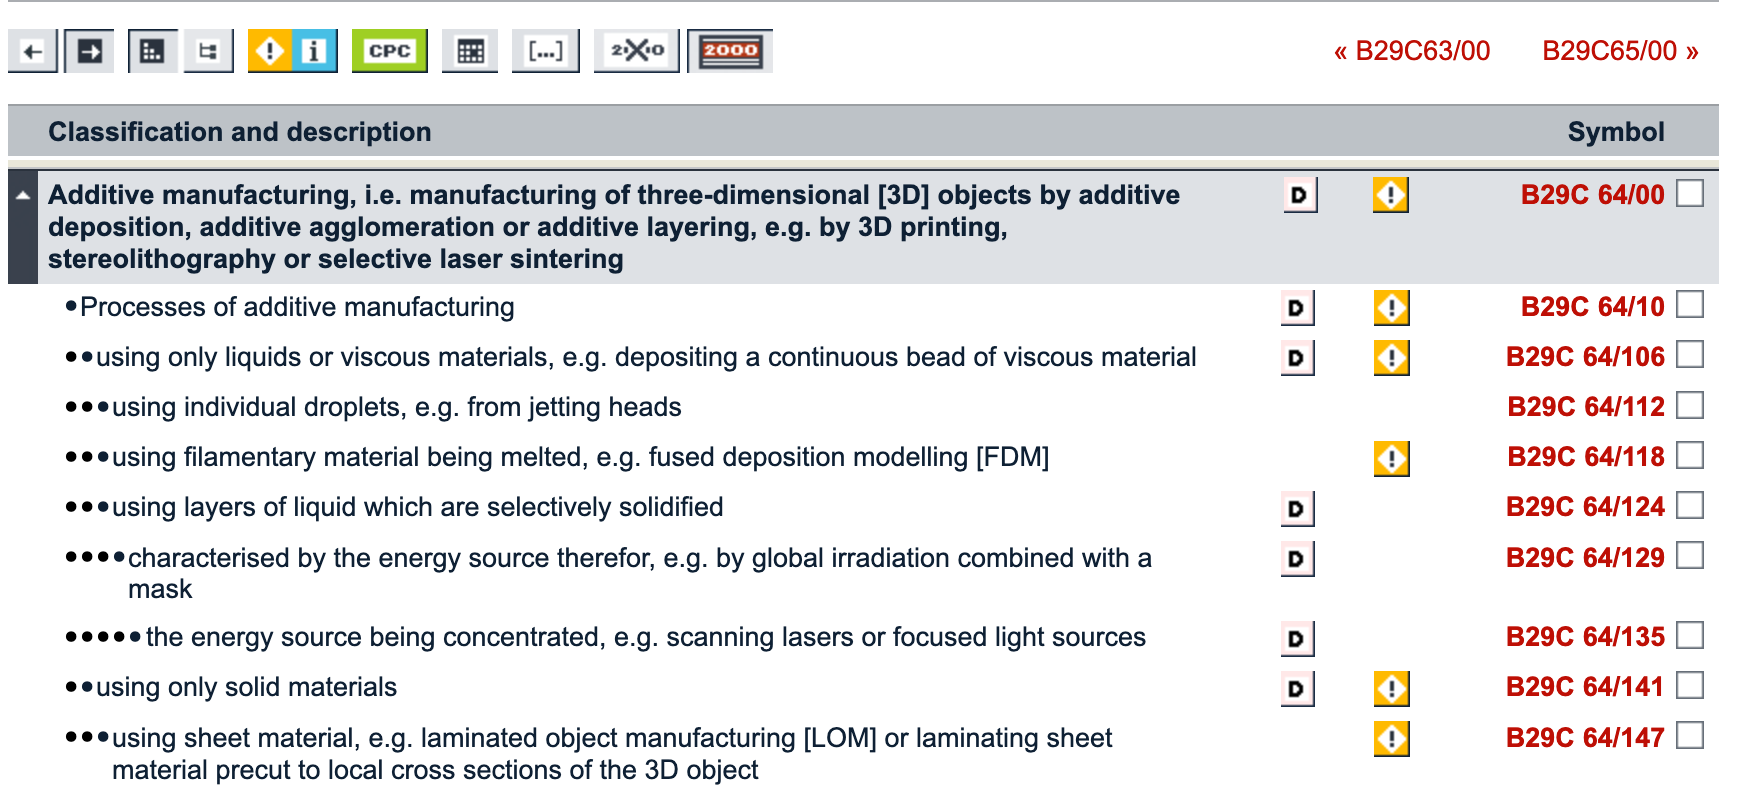 ← → ! i CPC [...] 2·X·0 2000 « B29C63/00 B29C65/00 »
Classification and description Symbol
Additive manufacturing, i.e. manufacturing of three-dimensional [3D] objects by additive D ! B29C 64/00
deposition, additive agglomeration or additive layering, e.g. by 3D printing,
stereolithography or selective laser sintering
•Processes of additive manufacturing D ! B29C 64/10
••using only liquids or viscous materials, e.g. depositing a continuous bead of viscous material D ! B29C 64/106
•••using individual droplets, e.g. from jetting heads B29C 64/112
•••using filamentary material being melted, e.g. fused deposition modelling [FDM] ! B29C 64/118
•••using layers of liquid which are selectively solidified D B29C 64/124
••••characterised by the energy source therefor, e.g. by global irradiation combined with a D B29C 64/129
mask
•••••the energy source being concentrated, e.g. scanning lasers or focused light sources D B29C 64/135
••using only solid materials D ! B29C 64/141
•••using sheet material, e.g. laminated object manufacturing [LOM] or laminating sheet ! B29C 64/147
material precut to local cross sections of the 3D object